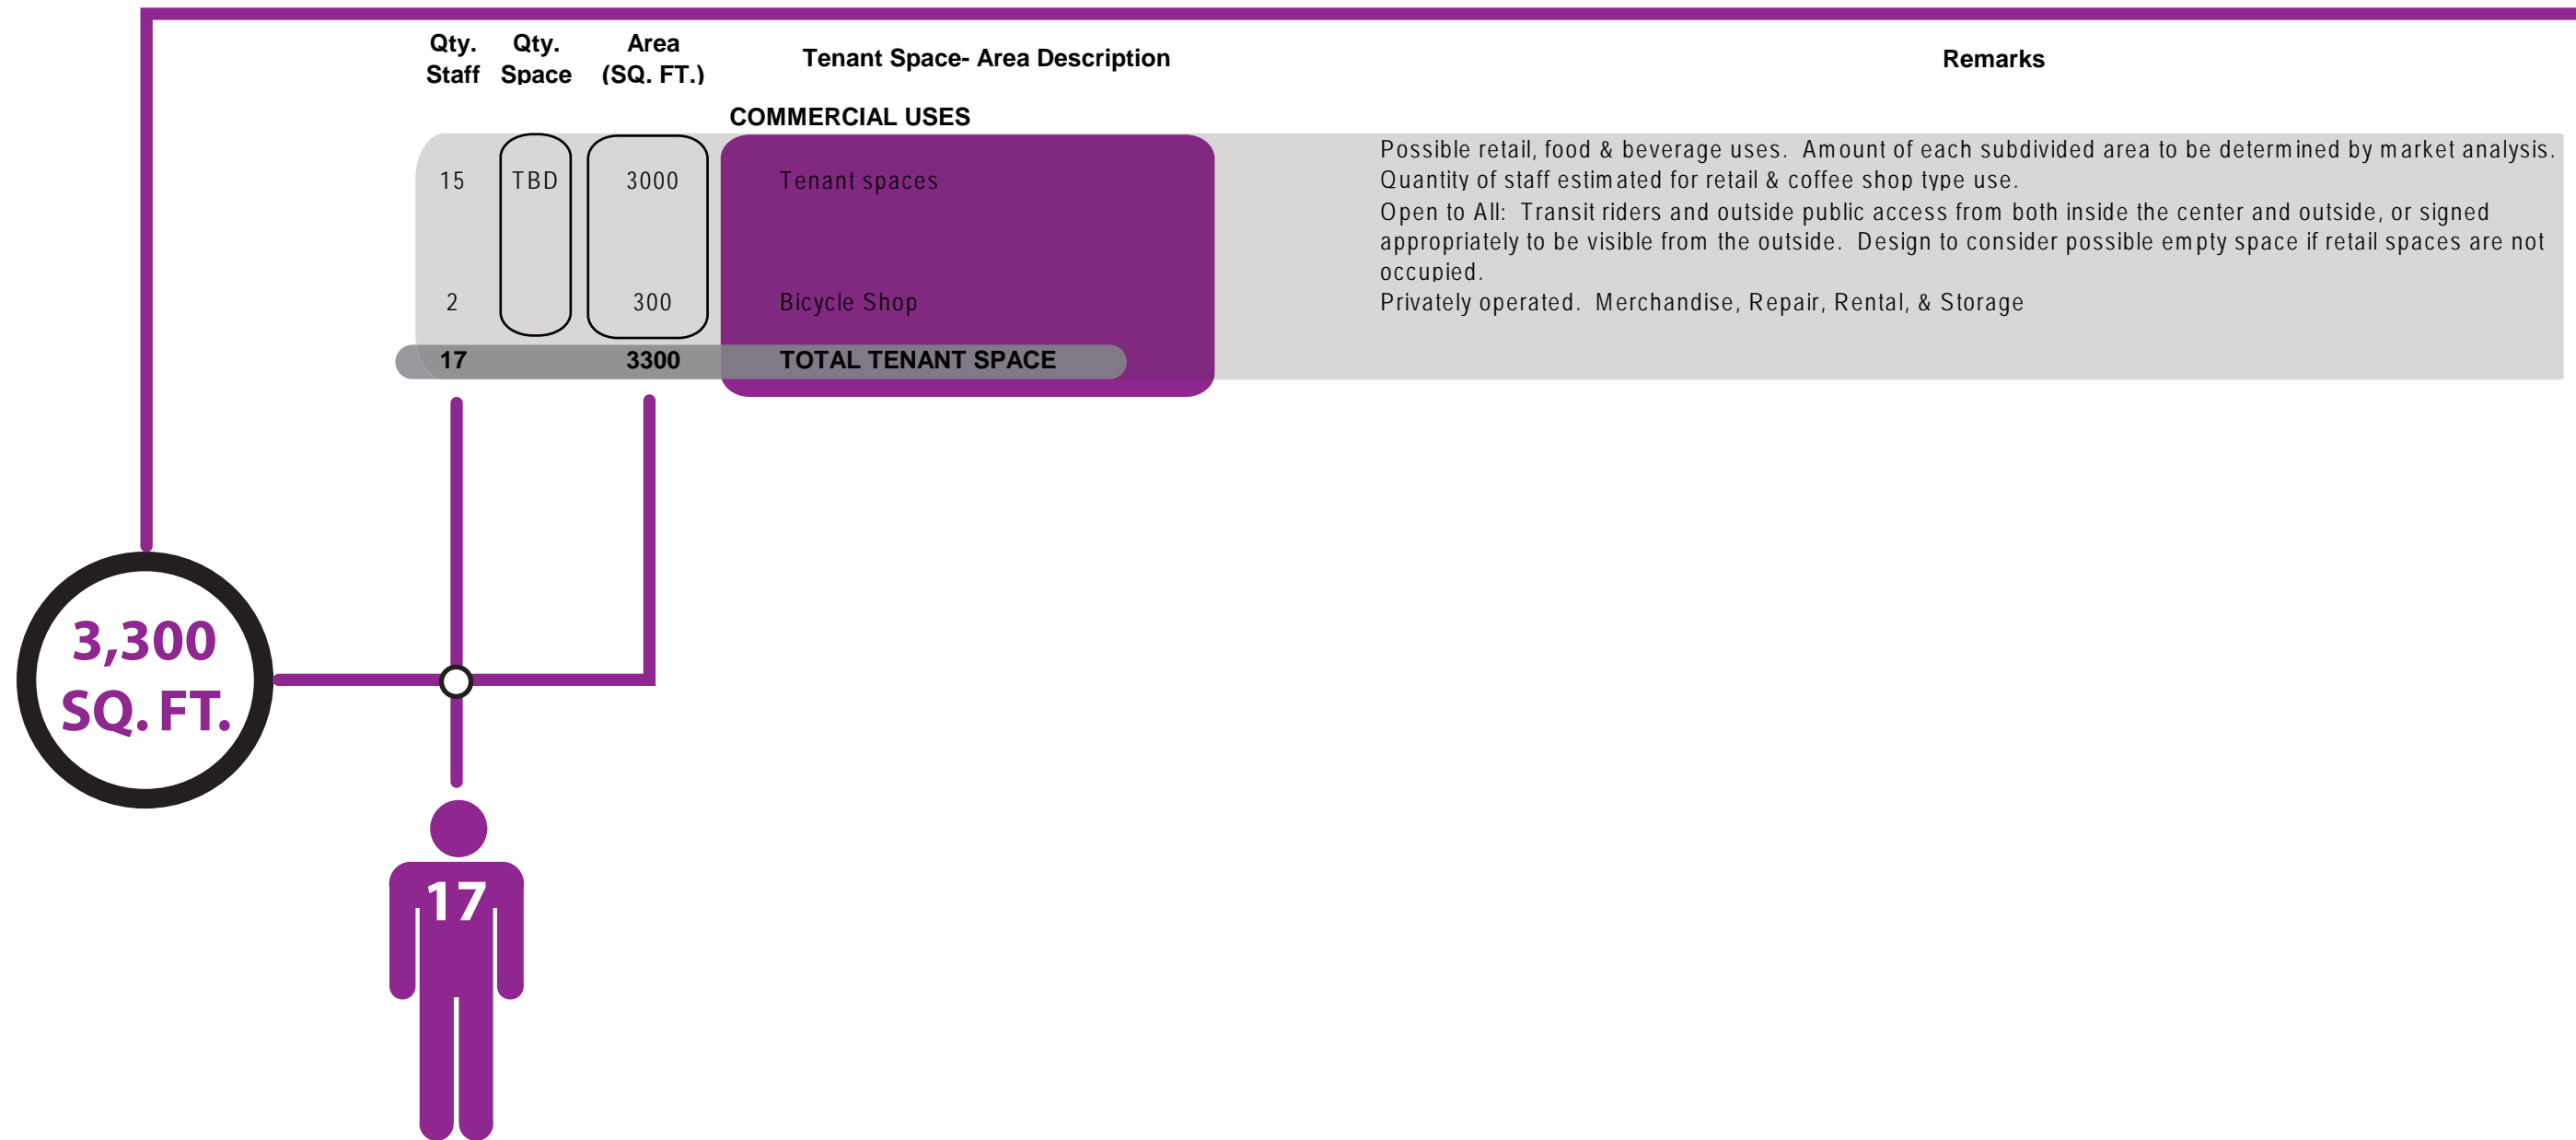 Qty. Staff Qty. Space Area (SQ. FT.) Tenant Space- Area Description Remarks
COMMERCIAL USES
15 TBD 3000 Tenant spaces
Possible retail, food & beverage uses. Amount of each subdivided area to be determined by market analysis.
Quantity of staff estimated for retail & coffee shop type use.
Open to All: Transit riders and outside public access from both inside the center and outside, or signed
appropriately to be visible from the outside. Design to consider possible empty space if retail spaces are not
occupied.
2 300 Bicycle Shop Privately operated. Merchandise, Repair, Rental, & Storage
17 3300 TOTAL TENANT SPACE
3,300
SQ. FT.
17